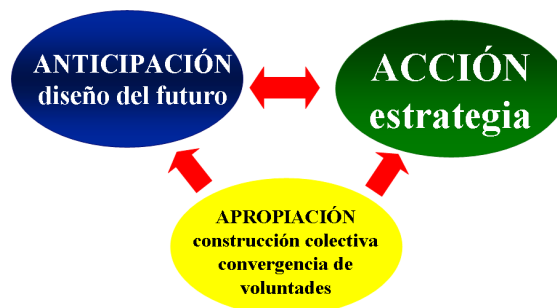 ANTICIPACIÓN
diseño del futuro
ACCIÓN
estrategia
APROPIACIÓN
construcción colectiva
convergencia de
voluntades